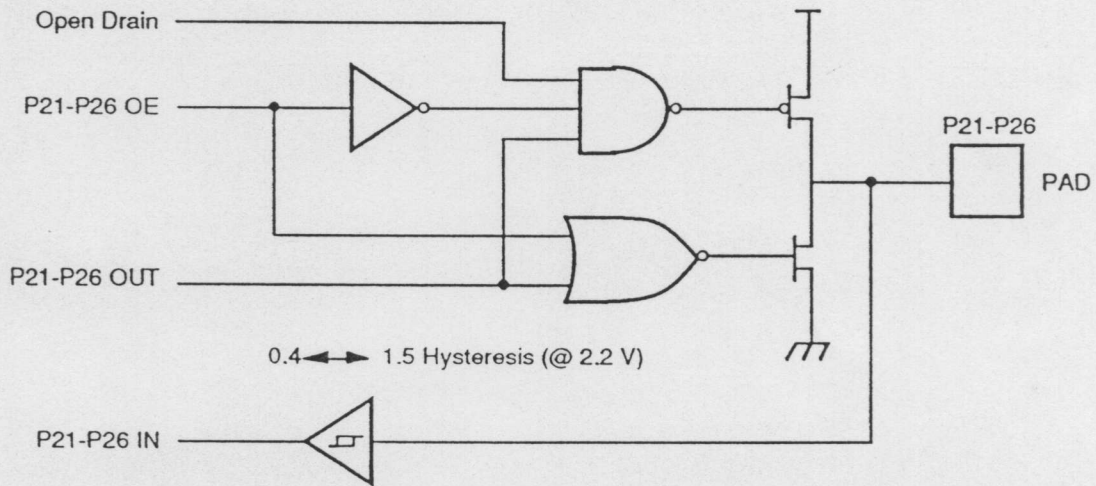 Open Drain
P21-P26 OE
P21-P26
PAD
P21-P26 OUT
0.4 1.5 Hysteresis (@ 2.2 V)
P21-P26 IN